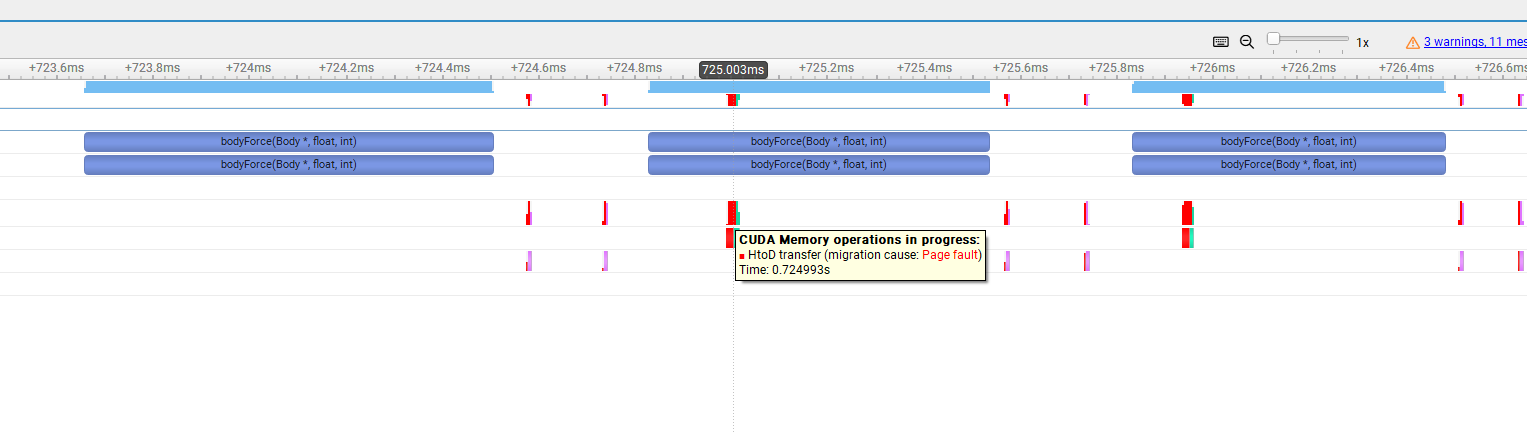 1x
3 warnings, 11 mes
+723.6ms +723.8ms +724ms +724.2ms +724.4ms +724.6ms +724.8ms 725.003ms +725.2ms +725.4ms +725.6ms +725.8ms +726ms +726.2ms +726.4ms +726.6ms
bodyForce(Body *, float, int) bodyForce(Body *, float, int) bodyForce(Body *, float, int)
bodyForce(Body *, float, int) bodyForce(Body *, float, int) bodyForce(Body *, float, int)
CUDA Memory operations in progress:
HtoD transfer (migration cause: Page fault)
Time: 0.724993s